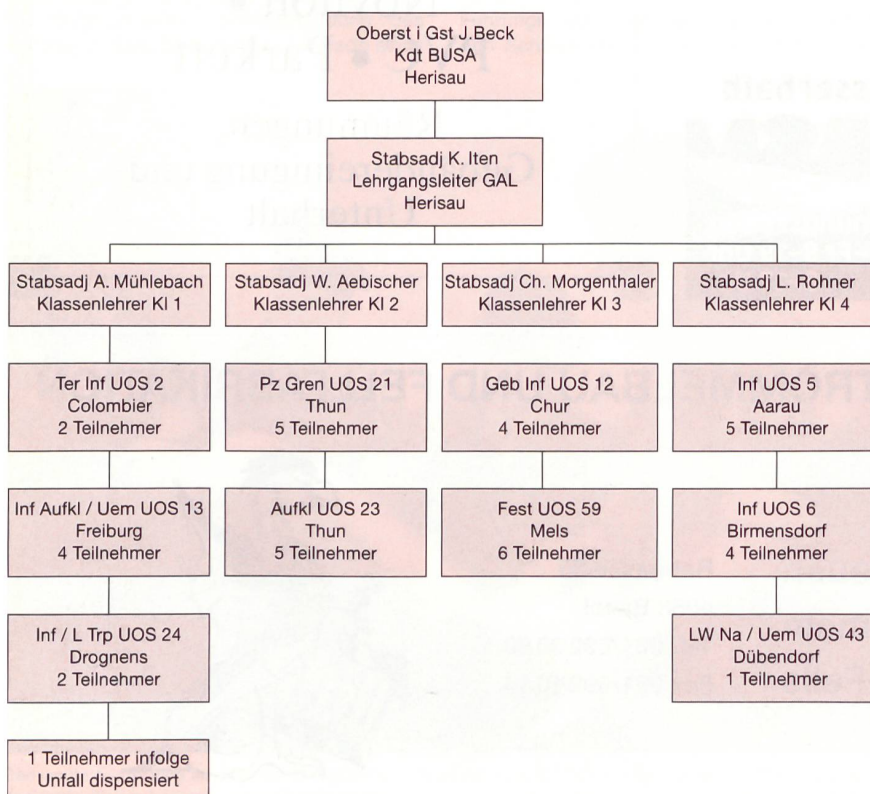 Oberst i Gst J.Beck
Kdt BUSA
Herisau
Stabsadj K. Iten
Lehrgangsleiter GAL
Herisau
Stabsadj A. Mühlebach
Klassenlehrer Kl 1
Stabsadj W. Aebischer
Klassenlehrer Kl 2
Stabsadj Ch. Morgenthaler
Klassenlehrer Kl 3
Stabsadj L. Rohner
Klassenlehrer Kl 4
Ter Inf UOS 2
Colombier
2 Teilnehmer
Pz Gren UOS 21
Thun
5 Teilnehmer
Geb Inf UOS 12
Chur
4 Teilnehmer
Inf UOS 5
Aarau
5 Teilnehmer
Inf Aufkl / Uem UOS 13
Freiburg
4 Teilnehmer
Aufkl UOS 23
Thun
5 Teilnehmer
Fest UOS 59
Mels
6 Teilnehmer
Inf UOS 6
Birmensdorf
4 Teilnehmer
Inf / L Trp UOS 24
Drognens
2 Teilnehmer
LW Na / Uem UOS 43
Dübendorf
1 Teilnehmer
1 Teilnehmer infolge
Unfall dispensiert